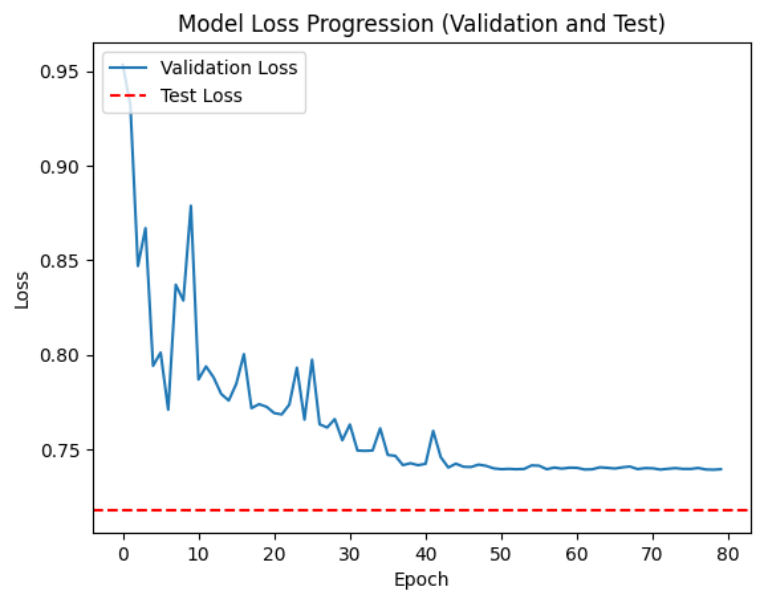 Model Loss Progression (Validation and Test)
Validation Loss
Test Loss
Loss
0.95
0.90
0.85
0.80
0.75
0 10 20 30 40 50 60 70 80
Epoch